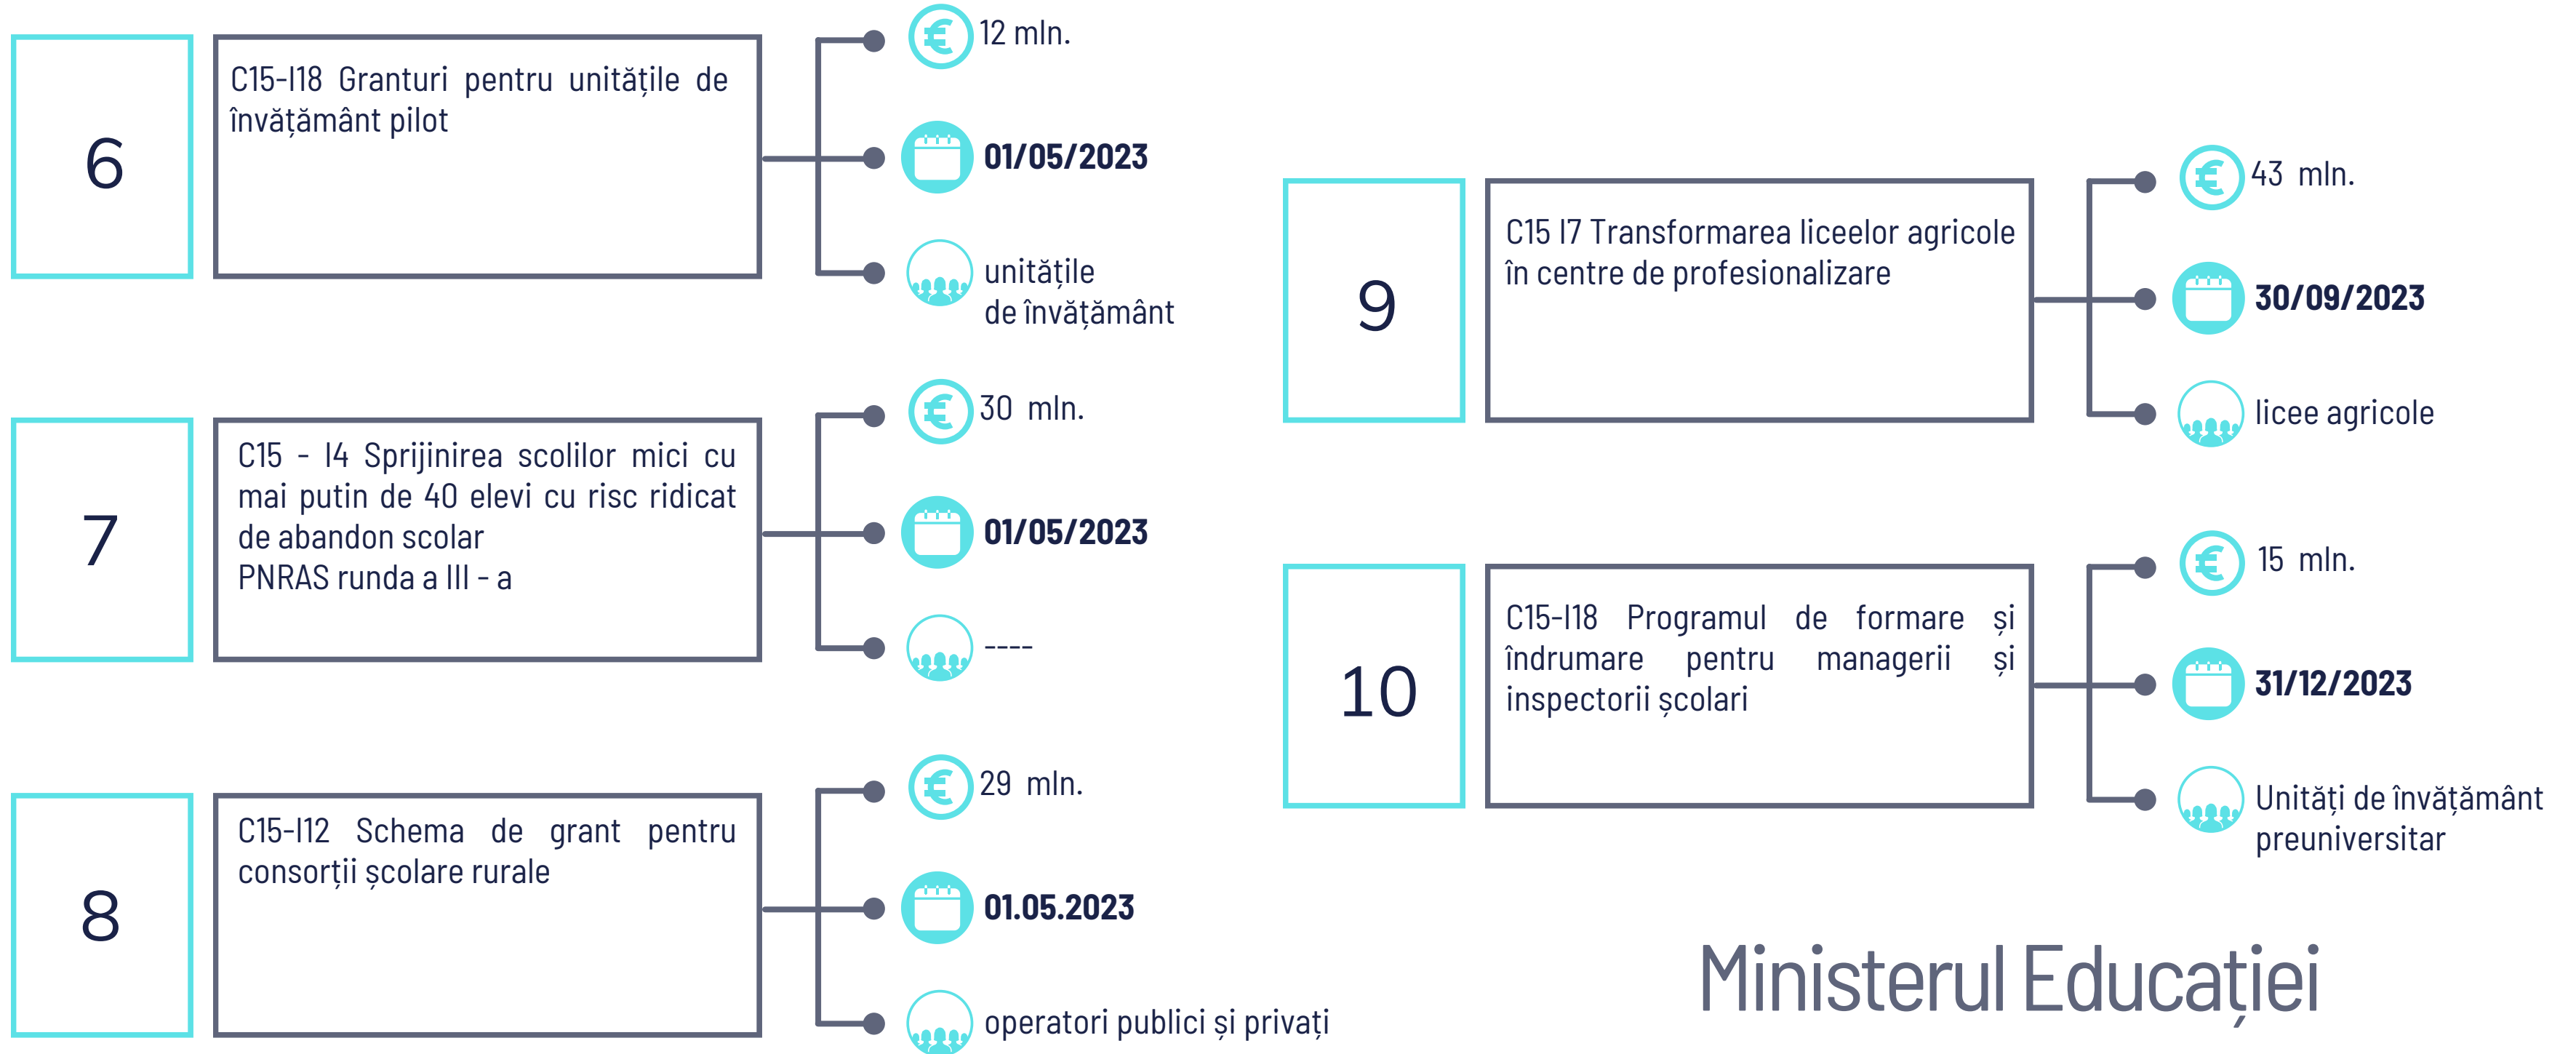 6
C15-I18 Granturi pentru unitățile de
învățământ pilot
12 mln.
01/05/2023
unitățile
de învățământ
7
C15 - I4 Sprijinirea scolilor mici cu
mai putin de 40 elevi cu risc ridicat
de abandon scolar
PNRAS runda a III - a
30 mln.
01/05/2023
----
8
C15-I12 Schema de grant pentru
consorții școlare rurale
29 mln.
01.05.2023
operatori publici și privați
9
C15 I7 Transformarea liceelor agricole
în centre de profesionalizare
43 mln.
30/09/2023
licee agricole
10
C15-I18 Programul de formare și
îndrumare pentru managerii și
inspectorii școlari
15 mln.
31/12/2023
Unități de învățământ
preuniversitar
Ministerul Educației